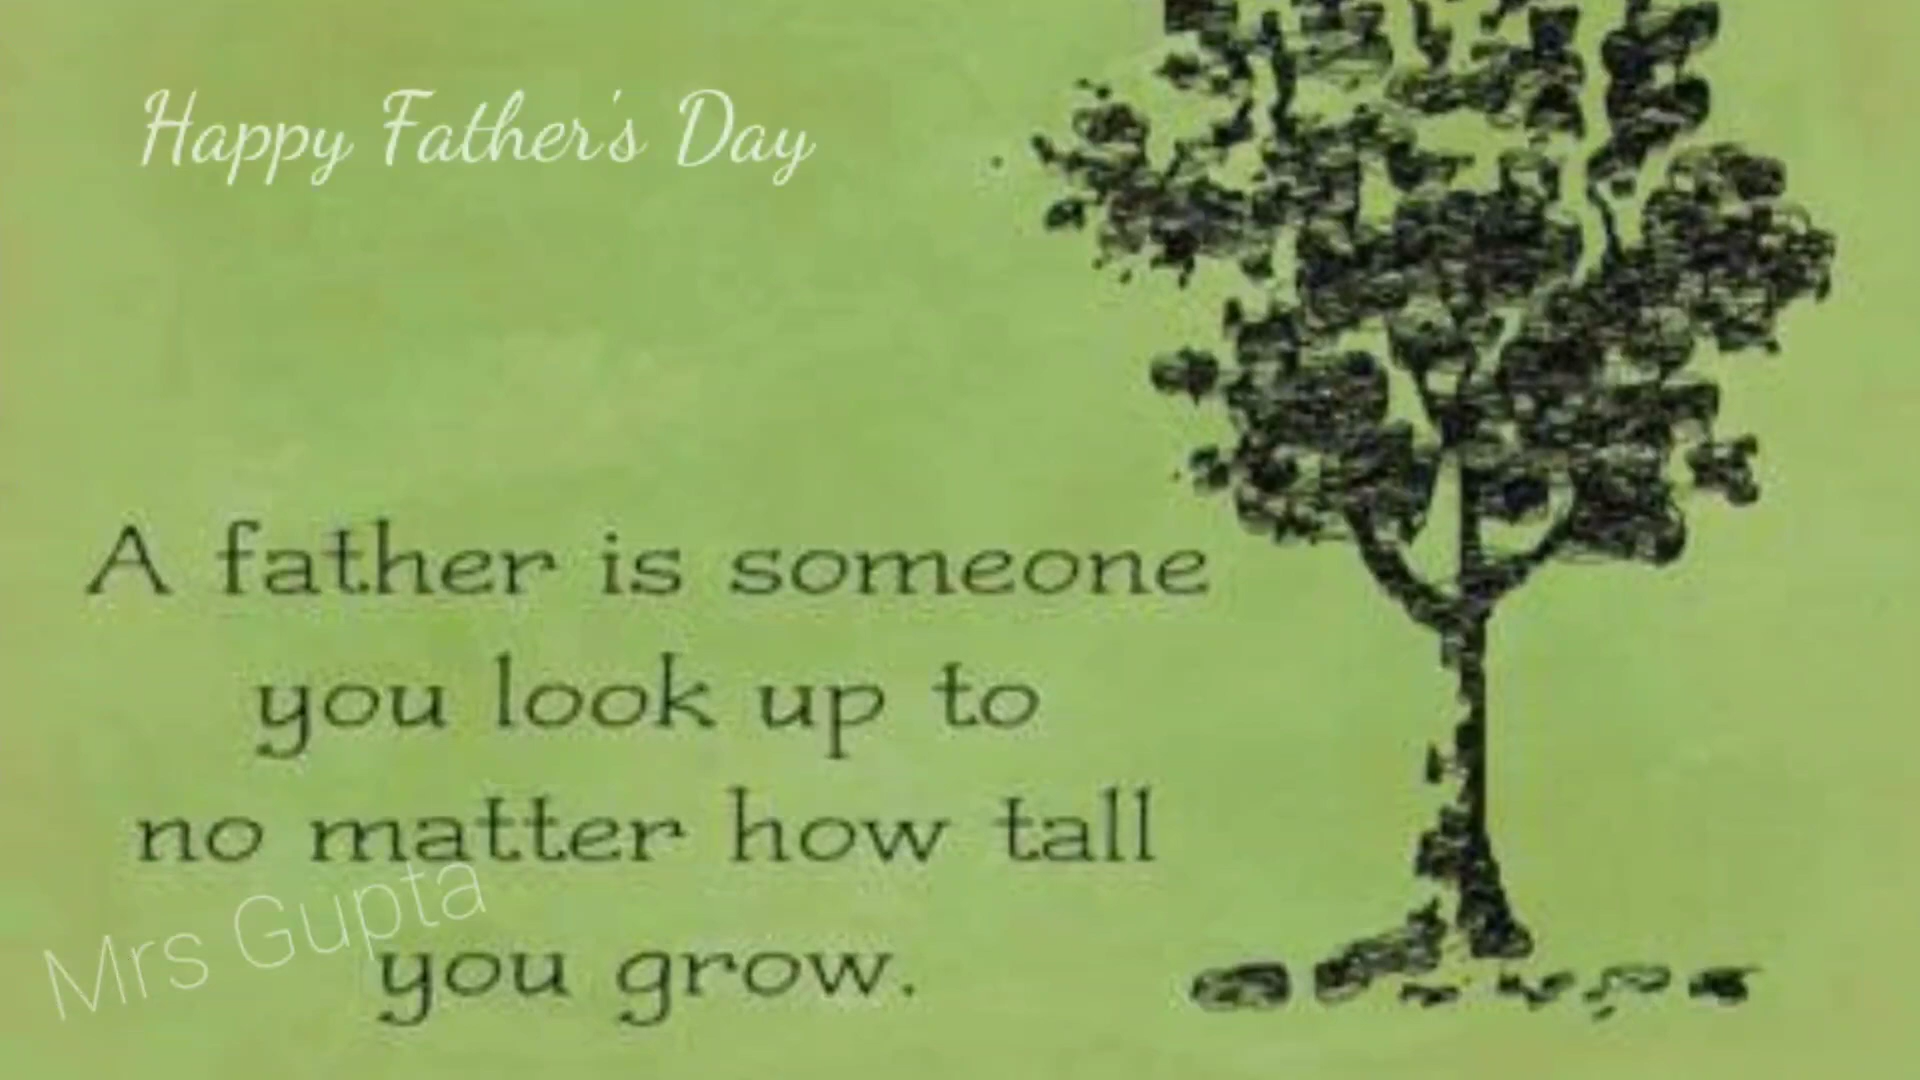 Happy Father's Day
A father is someone
you look up to
no matter how tall
you grow.
Mrs Gupta